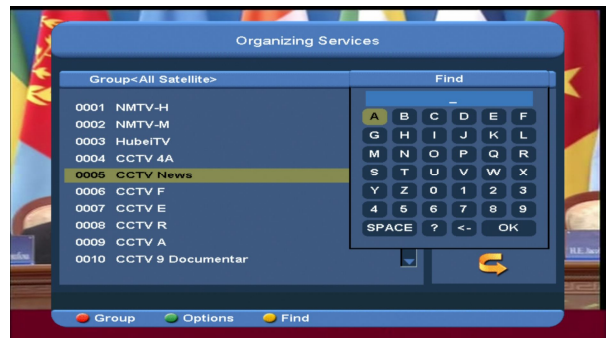 Organizing Services
Group<All Satellite>
Find
_
0001 NMTV-H
0002 NMTV-M
0003 HubeiTV
0004 CCTV 4A
0005 CCTV News
0006 CCTV F
0007 CCTV E
0008 CCTV R
0009 CCTV A
0010 CCTV 9 Documentar
A B C D E F
G H I J K L
M N O P Q R
S T U V W X
Y Z 0 1 2 3
4 5 6 7 8 9
SPACE ? <- OK
Group Options Find